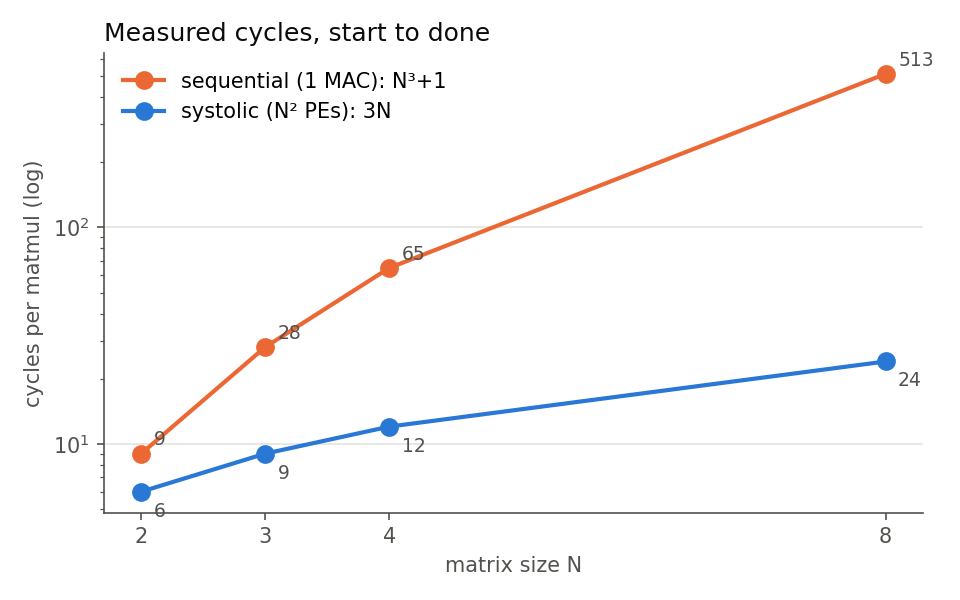 Measured cycles, start to done
sequential (1 MAC): N³+1
systolic (N² PEs): 3N
cycles per matmul (log)
10²
10¹
513
65
28
9
24
12
9
6
2
3
4
8
matrix size N